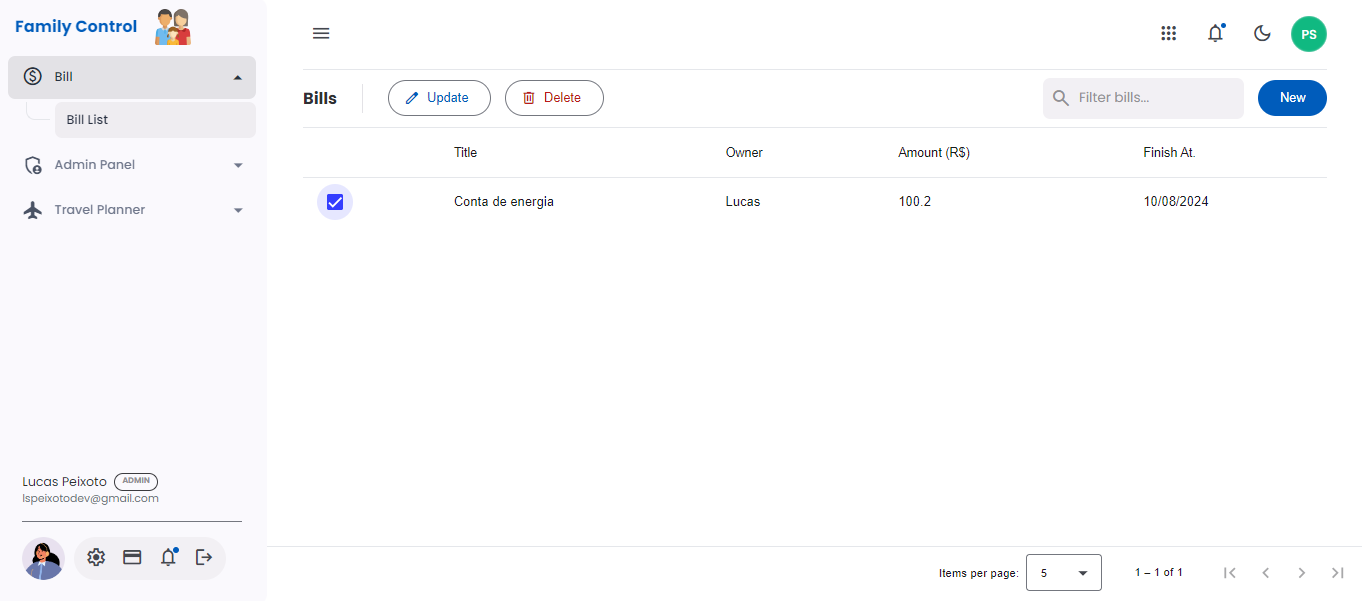 Family Control
Bill
Bill List
Admin Panel
Travel Planner
Lucas Peixoto ADMIN
lspeixotodev@gmail.com
PS
Bills Update Delete Filter bills... New
Title Owner Amount (R$) Finish At.
Conta de energia Lucas 100.2 10/08/2024
Items per page: 5 1 – 1 of 1